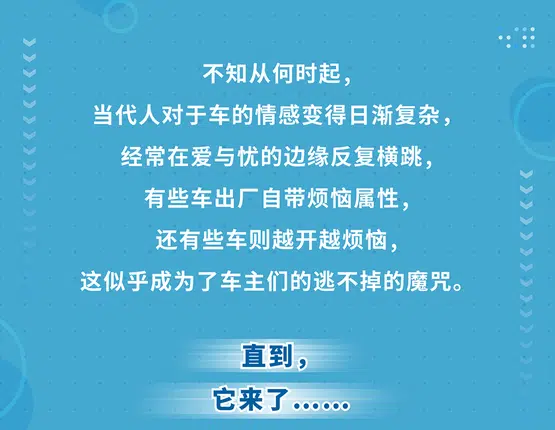 不知从何时起，
当代人对于车的情感变得日渐复杂，
经常在爱与忧的边缘反复横跳，
有些车出厂自带烦恼属性，
还有些车则越开越烦恼，
这似乎成为了车主们的逃不掉的魔咒。
直到，
它来了......